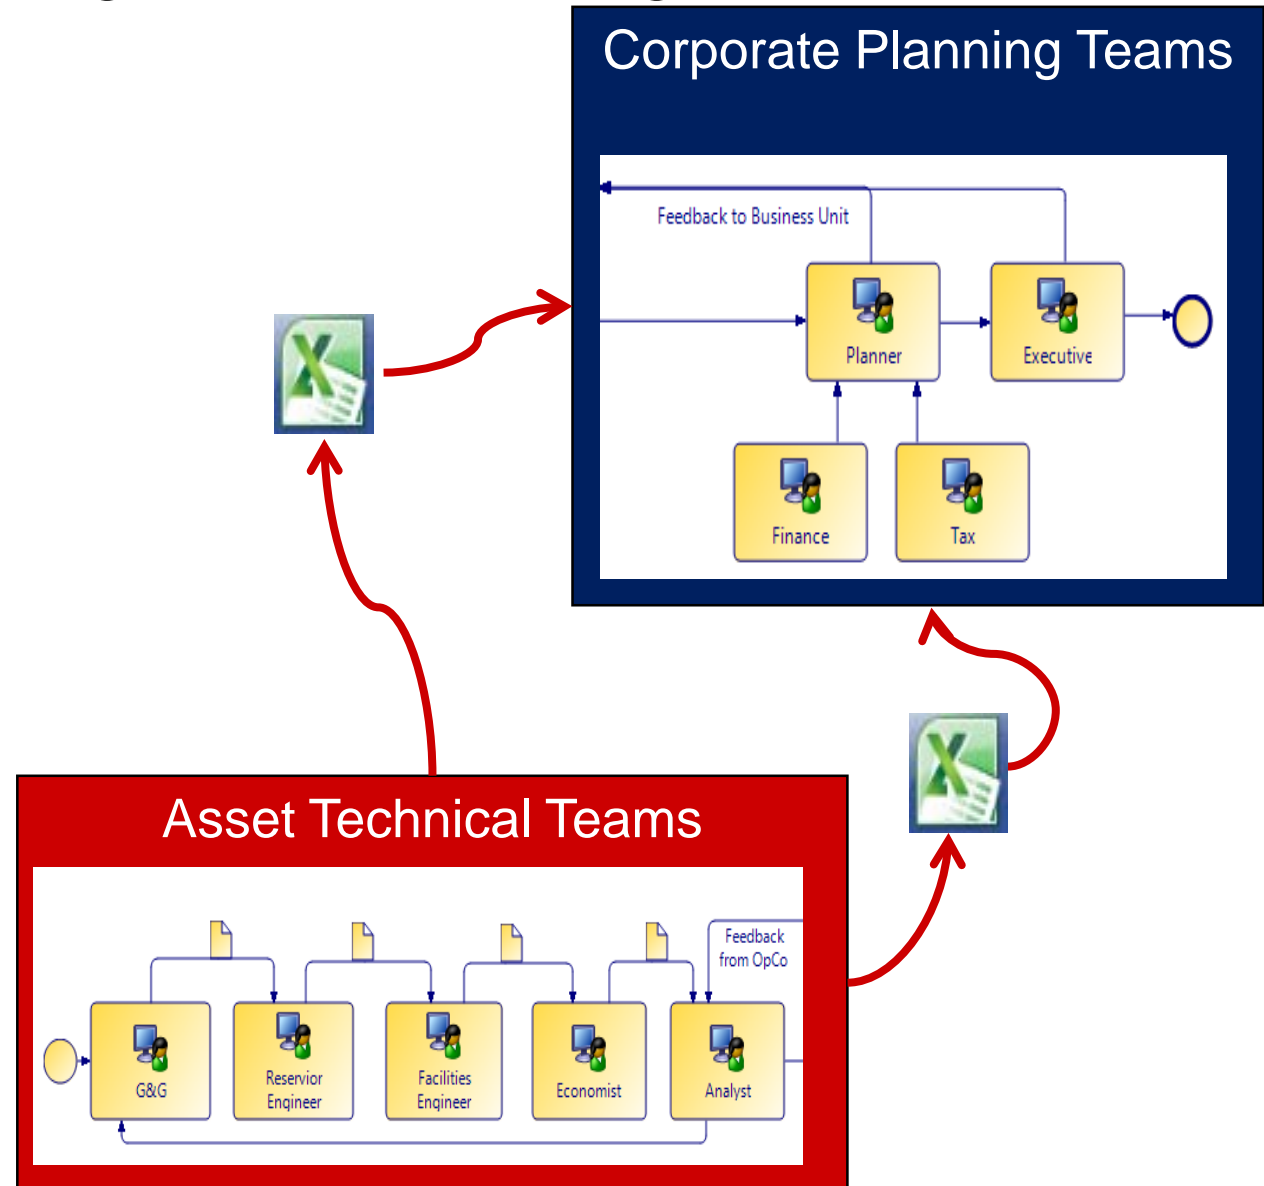 Corporate Planning Teams
Feedback to Business Unit
Planner
Executive
Finance
Tax
Asset Technical Teams
Feedback
from OpCo
G&G
Reservior
Engineer
Facilities
Engineer
Economist
Analyst